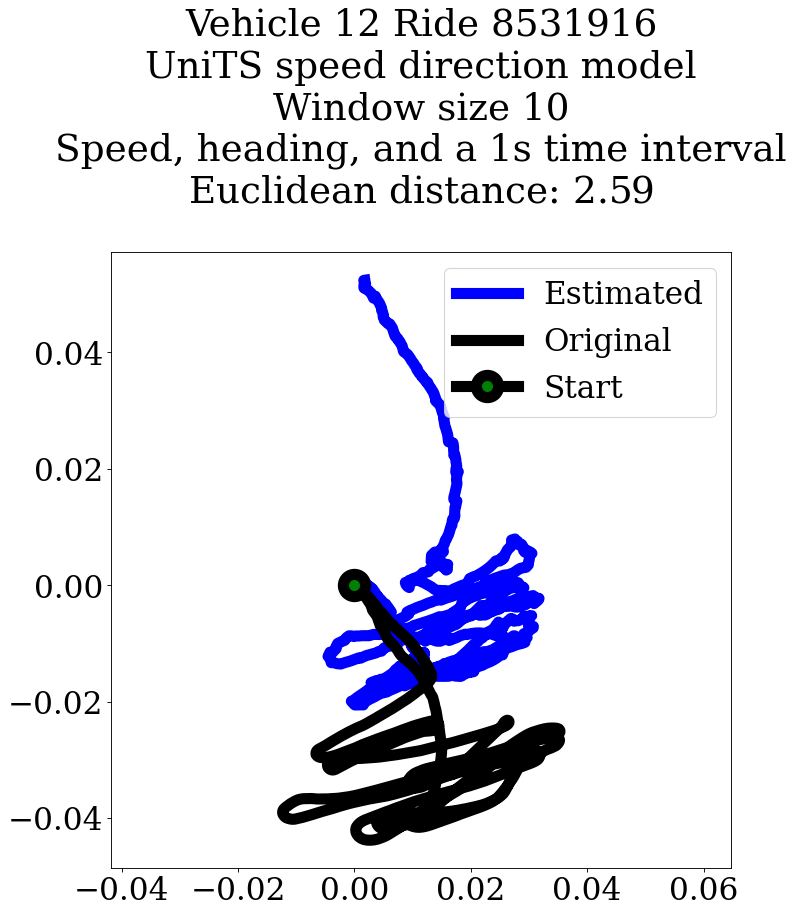 Vehicle 12 Ride 8531916
UniTS speed direction model
Window size 10
Speed, heading, and a 1s time interval
Euclidean distance: 2.59
Estimated
Original
Start
0.04
0.02
0.00
−0.02
−0.04
−0.04 −0.02 0.00 0.02 0.04 0.06